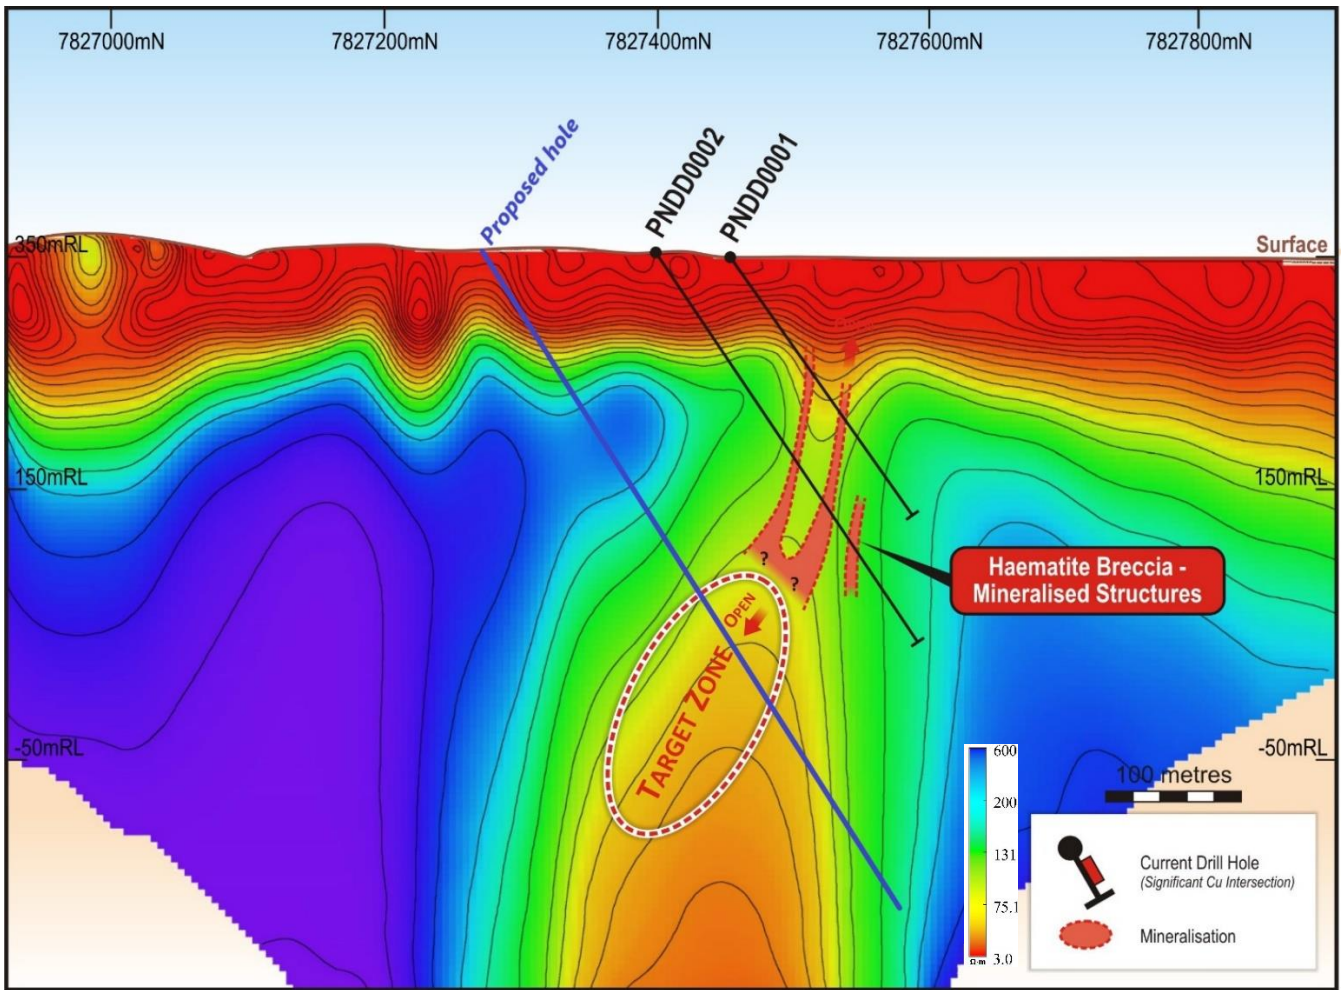 7827000mN
7827200mN
7827400mN
7827600mN
7827800mN
Proposed hole
PNDD0002
PNDD0001
350mRL
Surface
150mRL
150mRL
Haematite Breccia -
Mineralised Structures
?
?
OPEN
TARGET ZONE
-50mRL
-50mRL
100 metres
600
200
131
75.1
3.0
Ω·m
Current Drill Hole
(Significant Cu Intersection)
Mineralisation